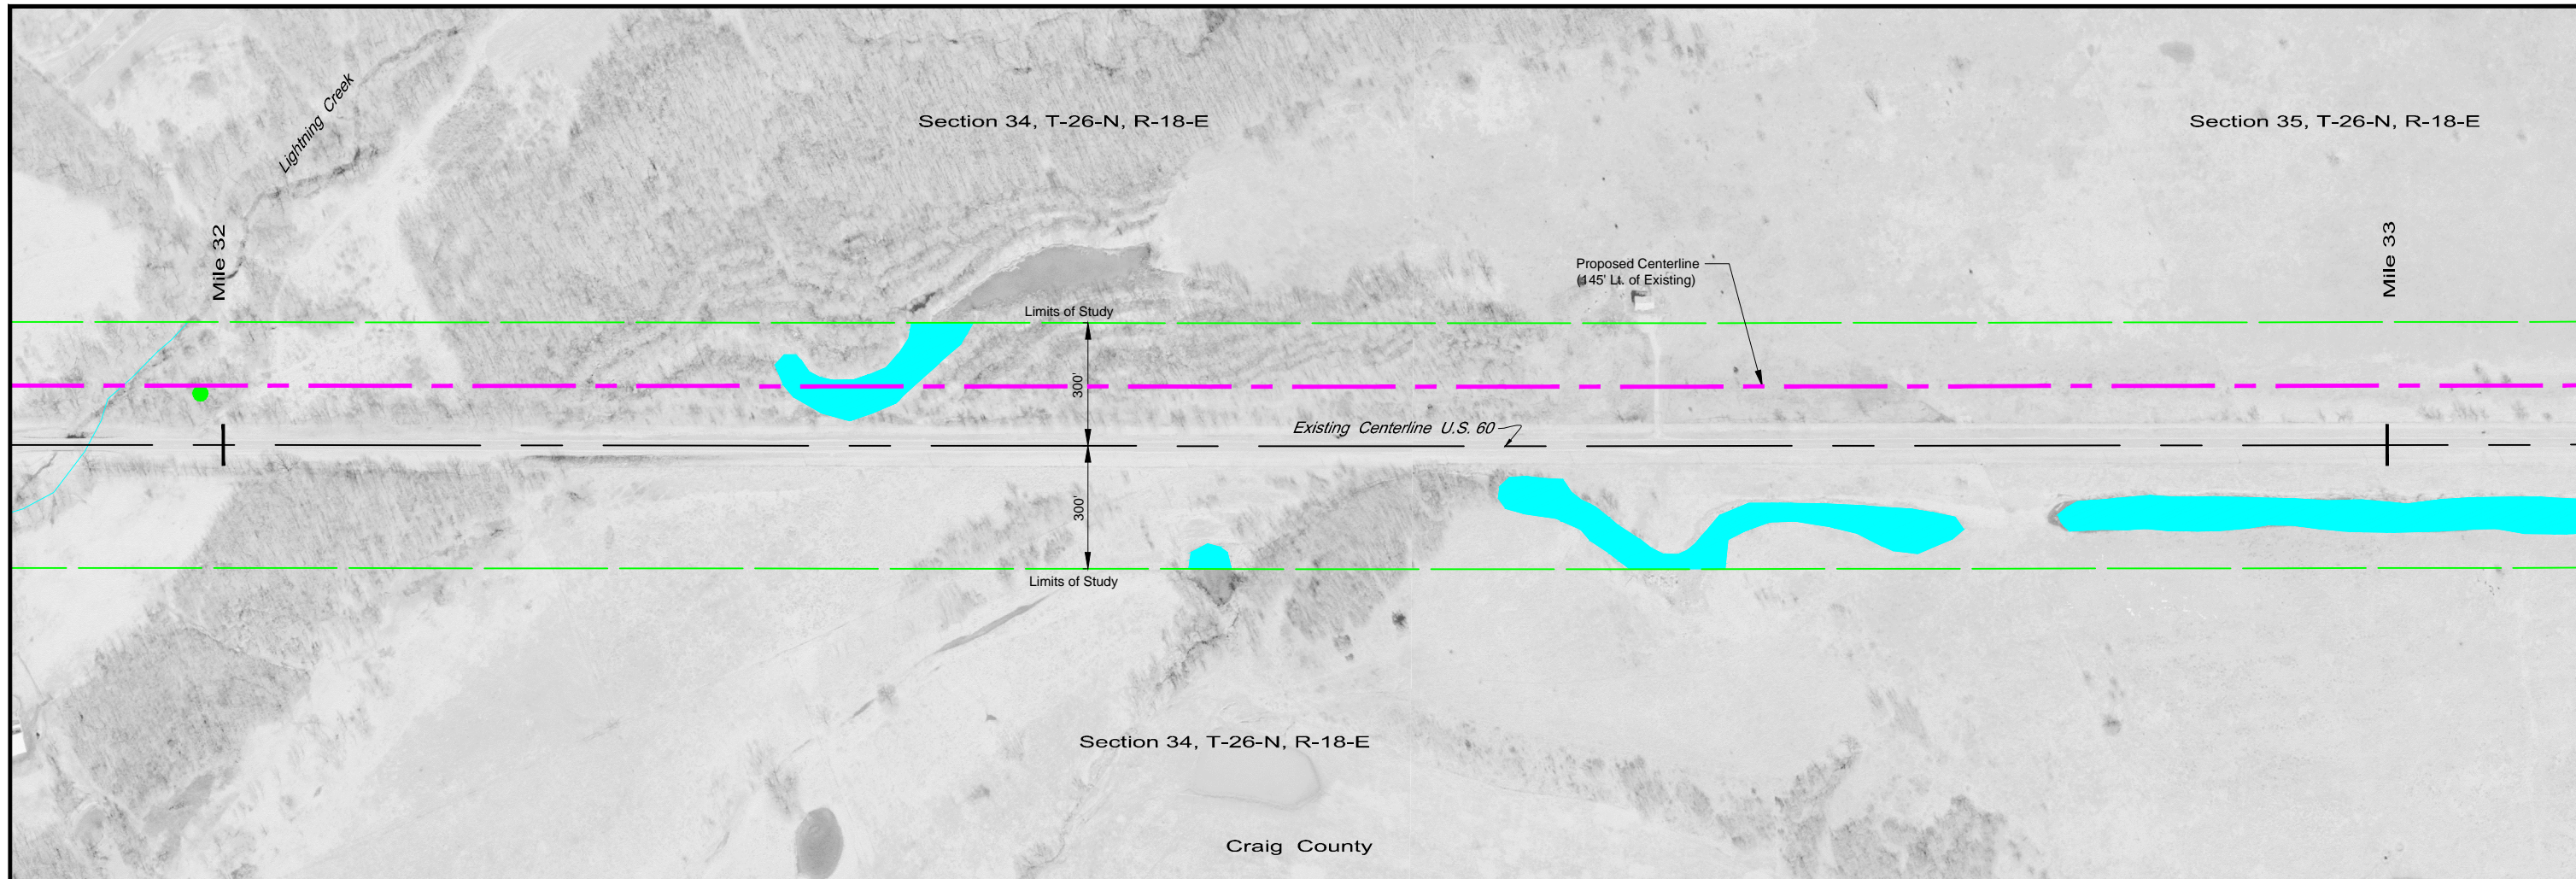 Lightning Creek
Section 34, T-26-N, R-18-E
Section 35, T-26-N, R-18-E
Mile 32
Mile 33
Proposed Centerline
(145' Lt. of Existing)
Limits of Study
300'
Existing Centerline U.S. 60
300'
Limits of Study
Section 34, T-26-N, R-18-E
Craig County